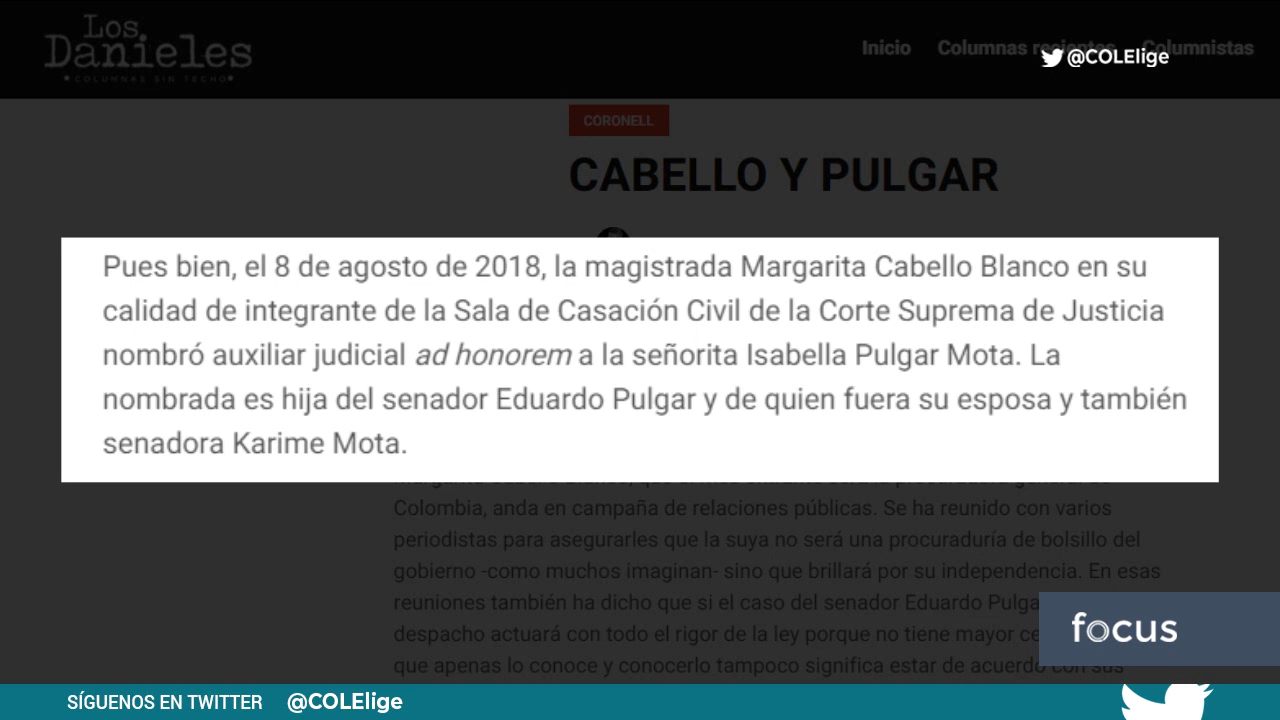 Los
Danieles
COLUMNAS SIN TECHO
Inicio Columnas recientes Columnistas
@COLElige
CORONELL
CABELLO Y PULGAR
Pues bien, el 8 de agosto de 2018, la magistrada Margarita Cabello Blanco en su
calidad de integrante de la Sala de Casación Civil de la Corte Suprema de Justicia
nombró auxiliar judicial ad honorem a la señorita Isabella Pulgar Mota. La
nombrada es hija del senador Eduardo Pulgar y de quien fuera su esposa y también
senadora Karime Mota.
Colombia, anda en campaña de relaciones públicas. Se ha reunido con varios
periodistas para asegurarles que la suya no será una procuraduría de bolsillo del
gobierno -como muchos imaginan- sino que brillará por su independencia. En esas
reuniones también ha dicho que si el caso del senador Eduardo Pulga
despacho actuará con todo el rigor de la ley porque no tiene mayor ce
que apenas lo conoce y conocerlo tampoco significa estar de acuerdo con sus
focus
SÍGUENOS EN TWITTER @COLElige